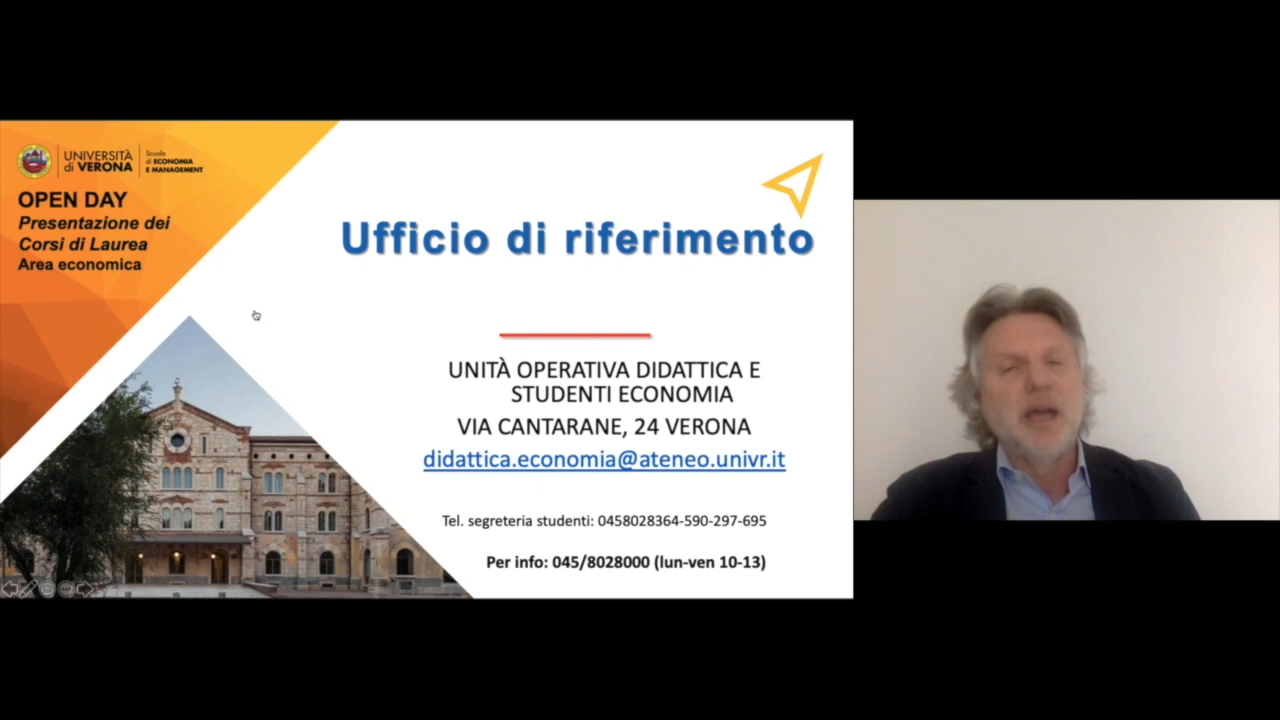 UNIVERSITÀ
di VERONA
Scuola
di ECONOMIA
E MANAGEMENT
OPEN DAY
Presentazione dei
Corsi di Laurea
Area economica
Ufficio di riferimento
UNITÀ OPERATIVA DIDATTICA E
STUDENTI ECONOMIA
VIA CANTARANE, 24 VERONA
didattica.economia@ateneo.univr.it
Tel. segreteria studenti: 0458028364-590-297-695
Per info: 045/8028000 (lun-ven 10-13)